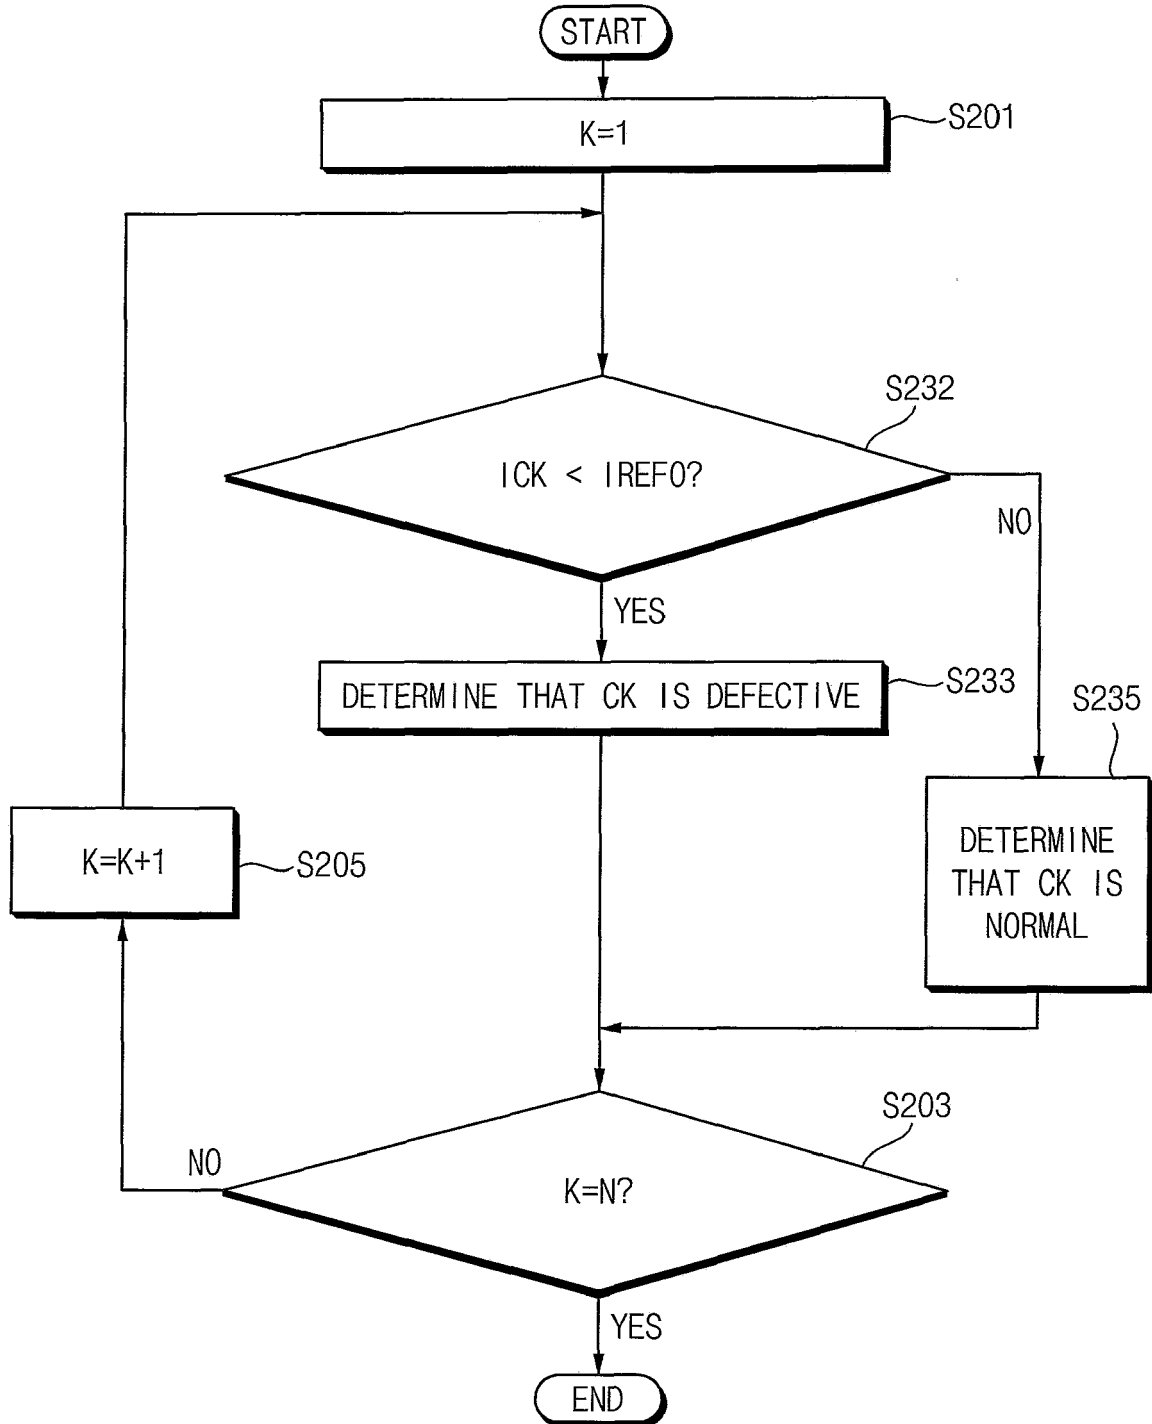 START
K=1
S201
S232
ICK < IREF0?
NO
YES
DETERMINE THAT CK IS DEFECTIVE
S233
S235
DETERMINE
THAT CK IS
NORMAL
K=K+1
S205
S203
NO
K=N?
YES
END